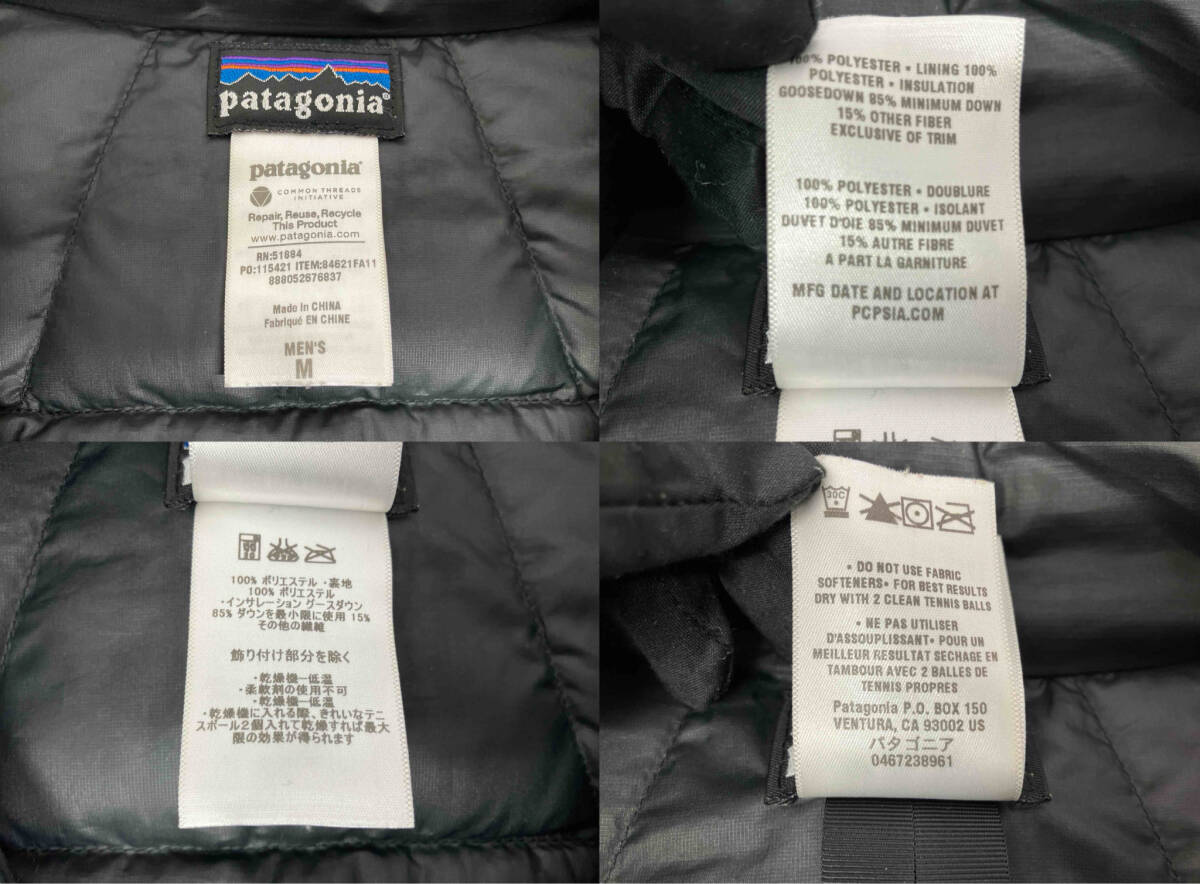 patagonia®
patagonia®
COMMON THREADS
INITIATIVE
Repair, Reuse, Recycle
This Product
www.patagonia.com
RN:51884
PO:115421 ITEM:84621FA11
888052676837
Made in CHINA
Fabriqué EN CHINE
MEN'S
M
100% POLYESTER • LINING 100%
POLYESTER • INSULATION
GOOSEDOWN 85% MINIMUM DOWN
15% OTHER FIBER
EXCLUSIVE OF TRIM
100% POLYESTER • DOUBLURE
100% POLYESTER • ISOLANT
DUVET D'OIE 85% MINIMUM DUVET
15% AUTRE FIBRE
A PART LA GARNITURE
MFG DATE AND LOCATION AT
PCPSIA.COM
100% ポリエステル ・裏地
100% ポリエステル
・インサレーション グースダウン
85% ダウンを最小限に使用 15%
その他の繊維
飾り付け部分を除く
・乾燥機ー低温
・柔軟剤の使用不可
・乾燥機ー低温
・乾燥機に入れる際、きれいなテニ
スボール2個入れて乾燥すれば最大
限の効果が得られます
30C
• DO NOT USE FABRIC
SOFTENERS• FOR BEST RESULTS
DRY WITH 2 CLEAN TENNIS BALLS
• NE PAS UTILISER
D'ASSOUPLISSANT• POUR UN
MEILLEUR RESULTAT SECHAGE EN
TAMBOUR AVEC 2 BALLES DE
TENNIS PROPRES
Patagonia P.O. BOX 150
VENTURA, CA 93002 US
パタゴニア
0467238961